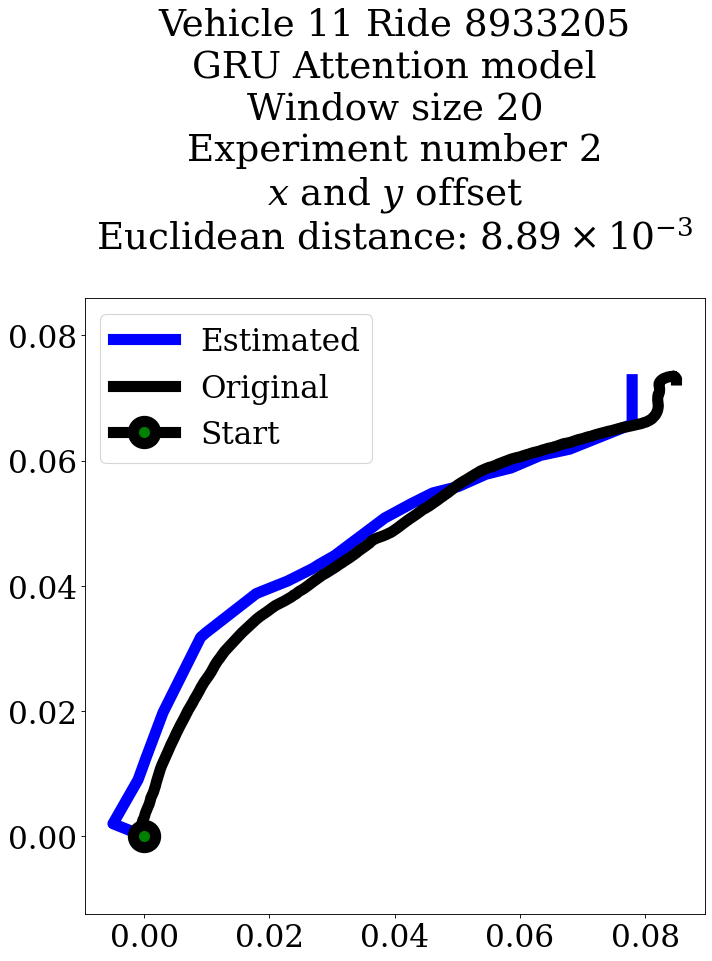 Vehicle 11 Ride 8933205
GRU Attention model
Window size 20
Experiment number 2
x and y offset
Euclidean distance: 8.89 × 10⁻³
Estimated
Original
Start
0.08
0.06
0.04
0.02
0.00
0.00 0.02 0.04 0.06 0.08